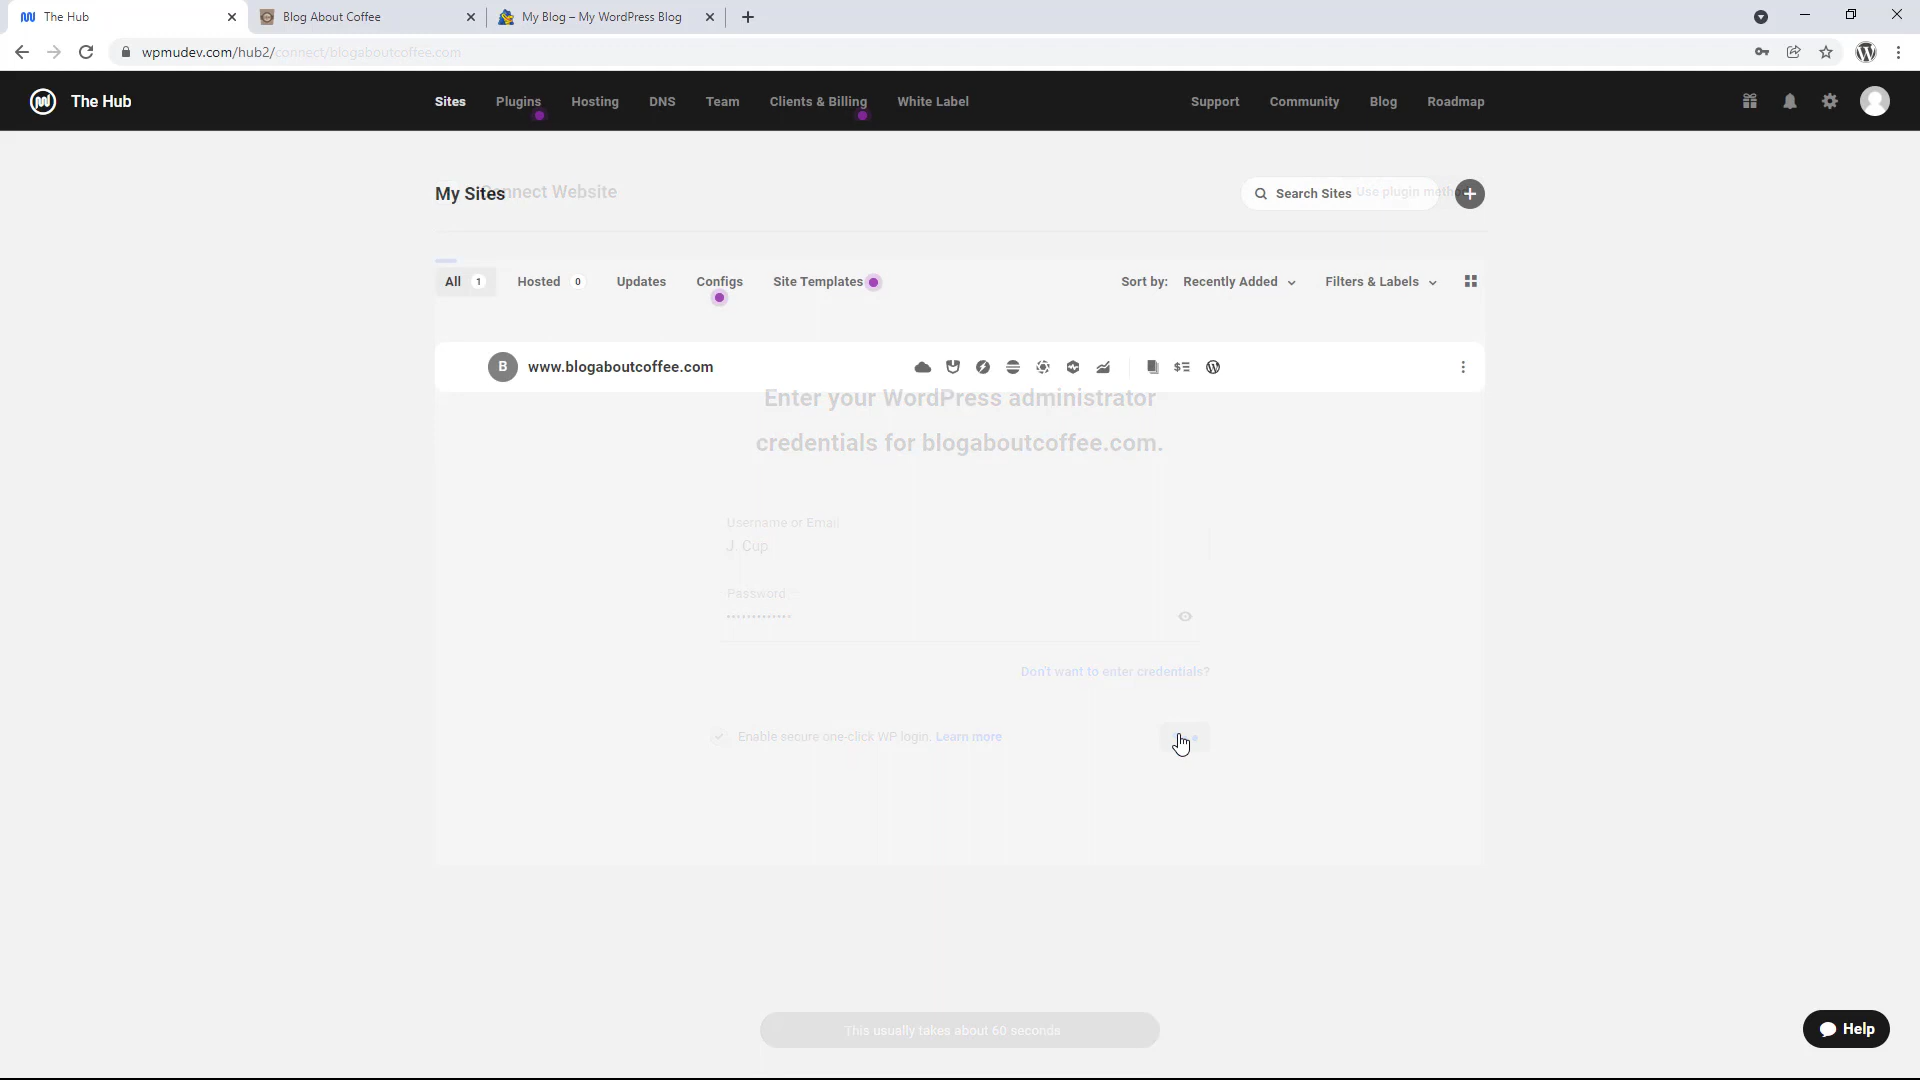 The Hub
Blog About Coffee
My Blog – My WordPress Blog
wpmudev.com/hub2/connect/blogaboutcoffee.com
The Hub
Sites
Plugins
Hosting
DNS
Team
Clients & Billing
White Label
Support
Community
Blog
Roadmap
My Sites
Connect Website
Search Sites
Use plugin method
All 1
Hosted 0
Updates
Configs
Site Templates
Sort by: Recently Added
Filters & Labels
B www.blogaboutcoffee.com
Enter your WordPress administrator
credentials for blogaboutcoffee.com.
Username or Email
J. Cup
Password
Don't want to enter credentials?
Enable secure one-click WP login. Learn more
This usually takes about 60 seconds
Help